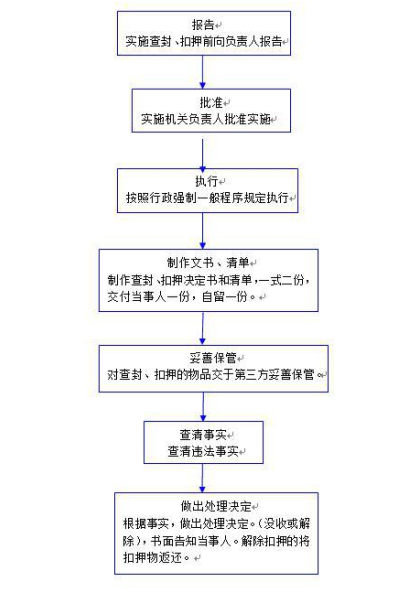 报告
实施查封、扣押前向负责人报告
批准
实施机关负责人批准实施
执行
按照行政强制一般程序规定执行
制作文书、清单
制作查封、扣押决定书和清单，一式二份，
交付当事人一份，自留一份。
妥善保管
对查封、扣押的物品交于第三方妥善保管。
查清事实
查清违法事实
做出处理决定
根据事实，做出处理决定。（没收或解
除），书面告知当事人。解除扣押的将
扣押物返还。